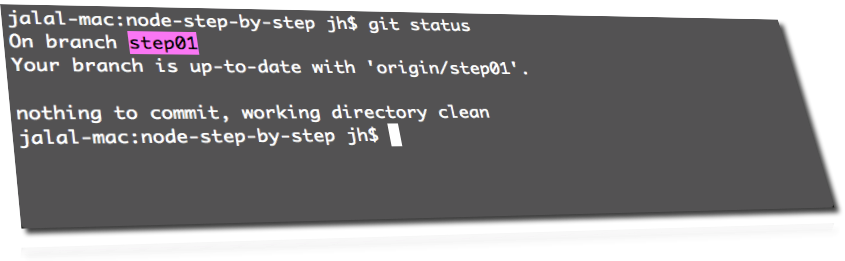 jalal-mac:node-step-by-step jh$ git status
On branch step01
Your branch is up-to-date with 'origin/step01'.
nothing to commit, working directory clean
jalal-mac:node-step-by-step jh$